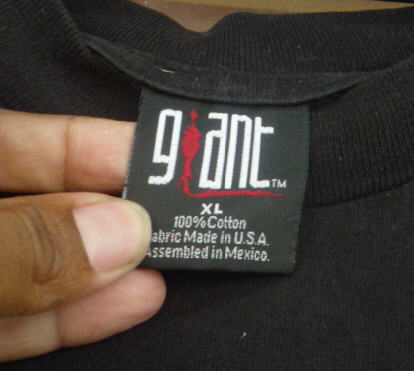 giant™
XL
100% Cotton
abric Made in U.S.A.
Assembled in Mexico.